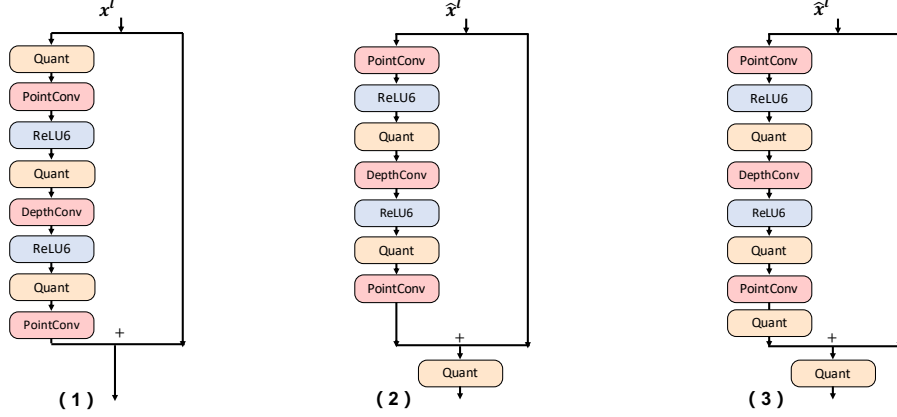 x^l
Quant
PointConv
ReLU6
Quant
DepthConv
ReLU6
Quant
PointConv
+
(1)
x̂^l
PointConv
ReLU6
Quant
DepthConv
ReLU6
Quant
PointConv
+
Quant
(2)
x̂^l
PointConv
ReLU6
Quant
DepthConv
ReLU6
Quant
PointConv
Quant
+
Quant
(3)